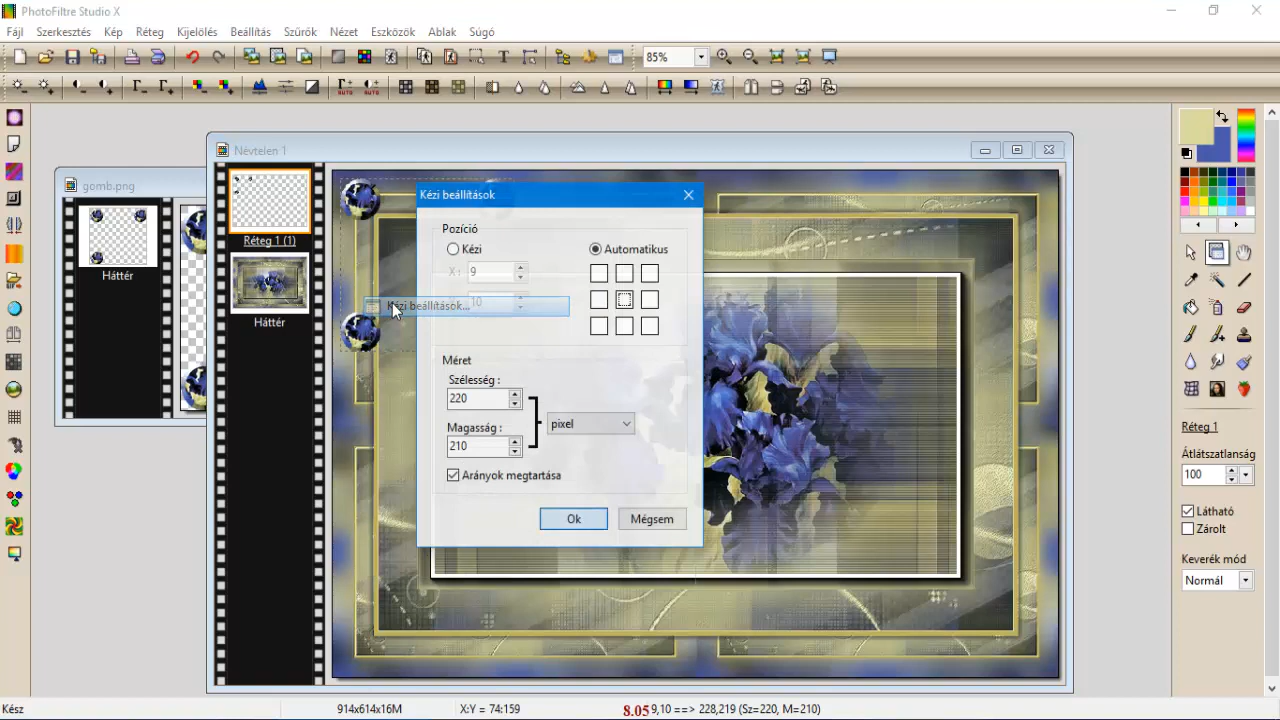 PhotoFiltre Studio X
Fájl Szerkesztés Kép Réteg Kijelölés Beállítás Szűrők Nézet Eszközök Ablak Súgó
85%
AUTO AUTO
Névtelen 1
gomb.png
Réteg 1 (1)
Háttér
Háttér
Kézi beállítások
Pozíció
Kézi
Automatikus
X: 9
10
Kézi beállítások...
Méret
Szélesség :
220
pixel
Magasság :
210
Arányok megtartása
Ok Mégsem
Réteg 1
Átlátszatlanság
100
Látható
Zárolt
Keverék mód
Normál
Kész 914x614x16M X:Y = 74:159 8.05 9,10 ==> 228,219 (Sz=220, M=210)